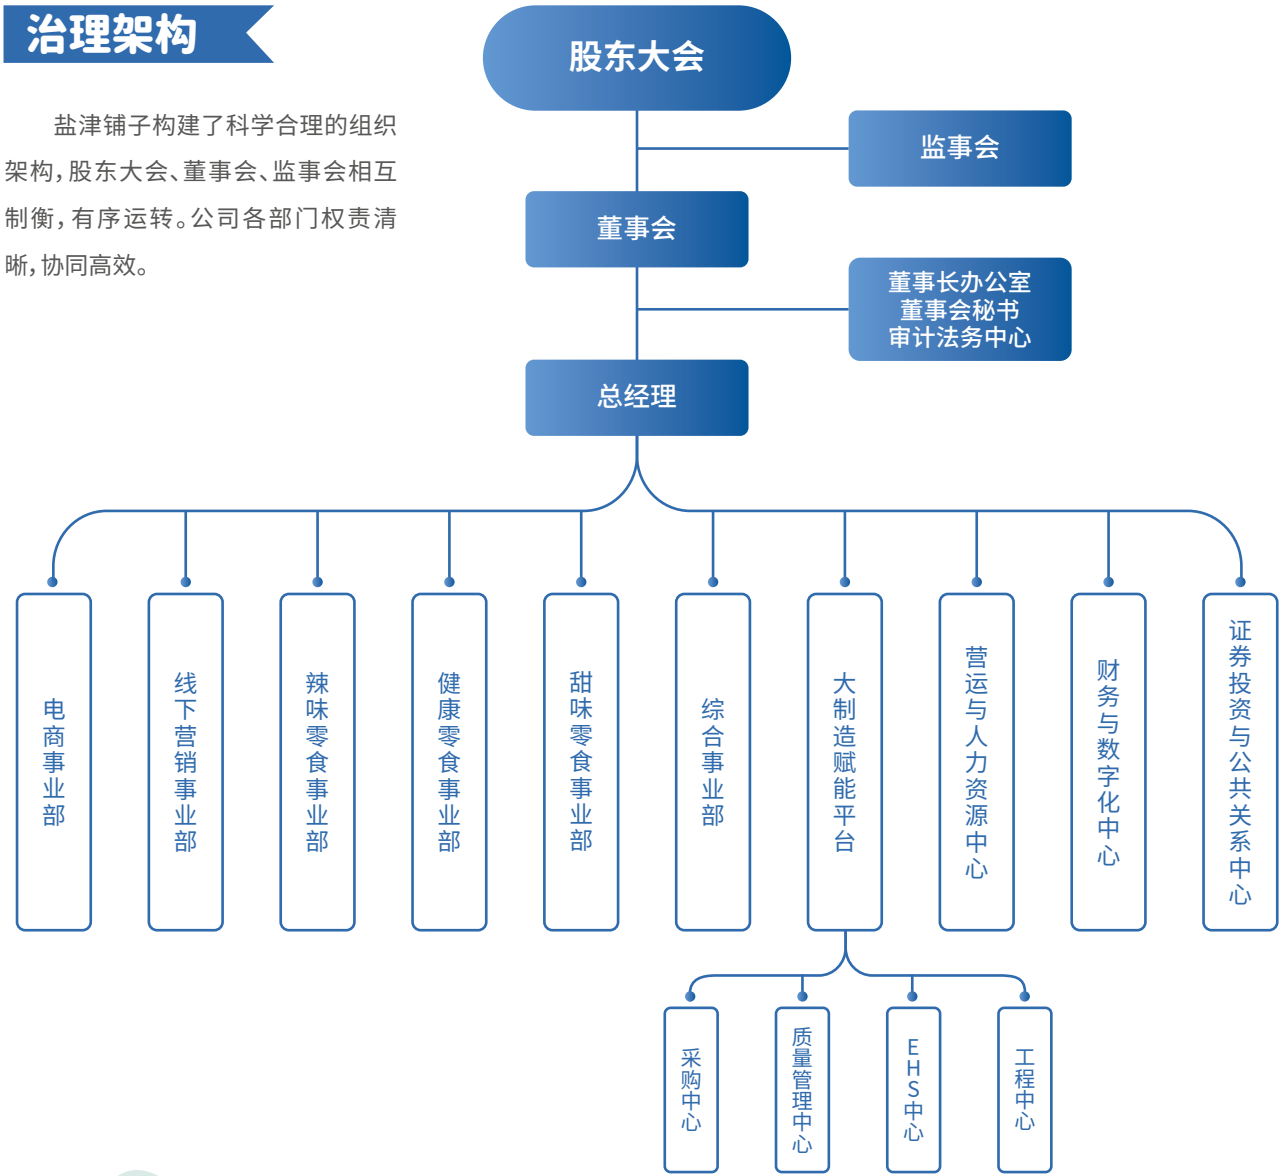 治理架构
盐津铺子构建了科学合理的组织
架构，股东大会、董事会、监事会相互
制衡，有序运转。公司各部门权责清
晰，协同高效。
股东大会
监事会
董事会
董事长办公室
董事会秘书
审计法务中心
总经理
电商事业部
线下营销事业部
辣味零食事业部
健康零食事业部
甜味零食事业部
综合事业部
大制造赋能平台
营运与人力资源中心
财务与数字化中心
证券投资与公共关系中心
采购中心
质量管理中心
EHS中心
工程中心